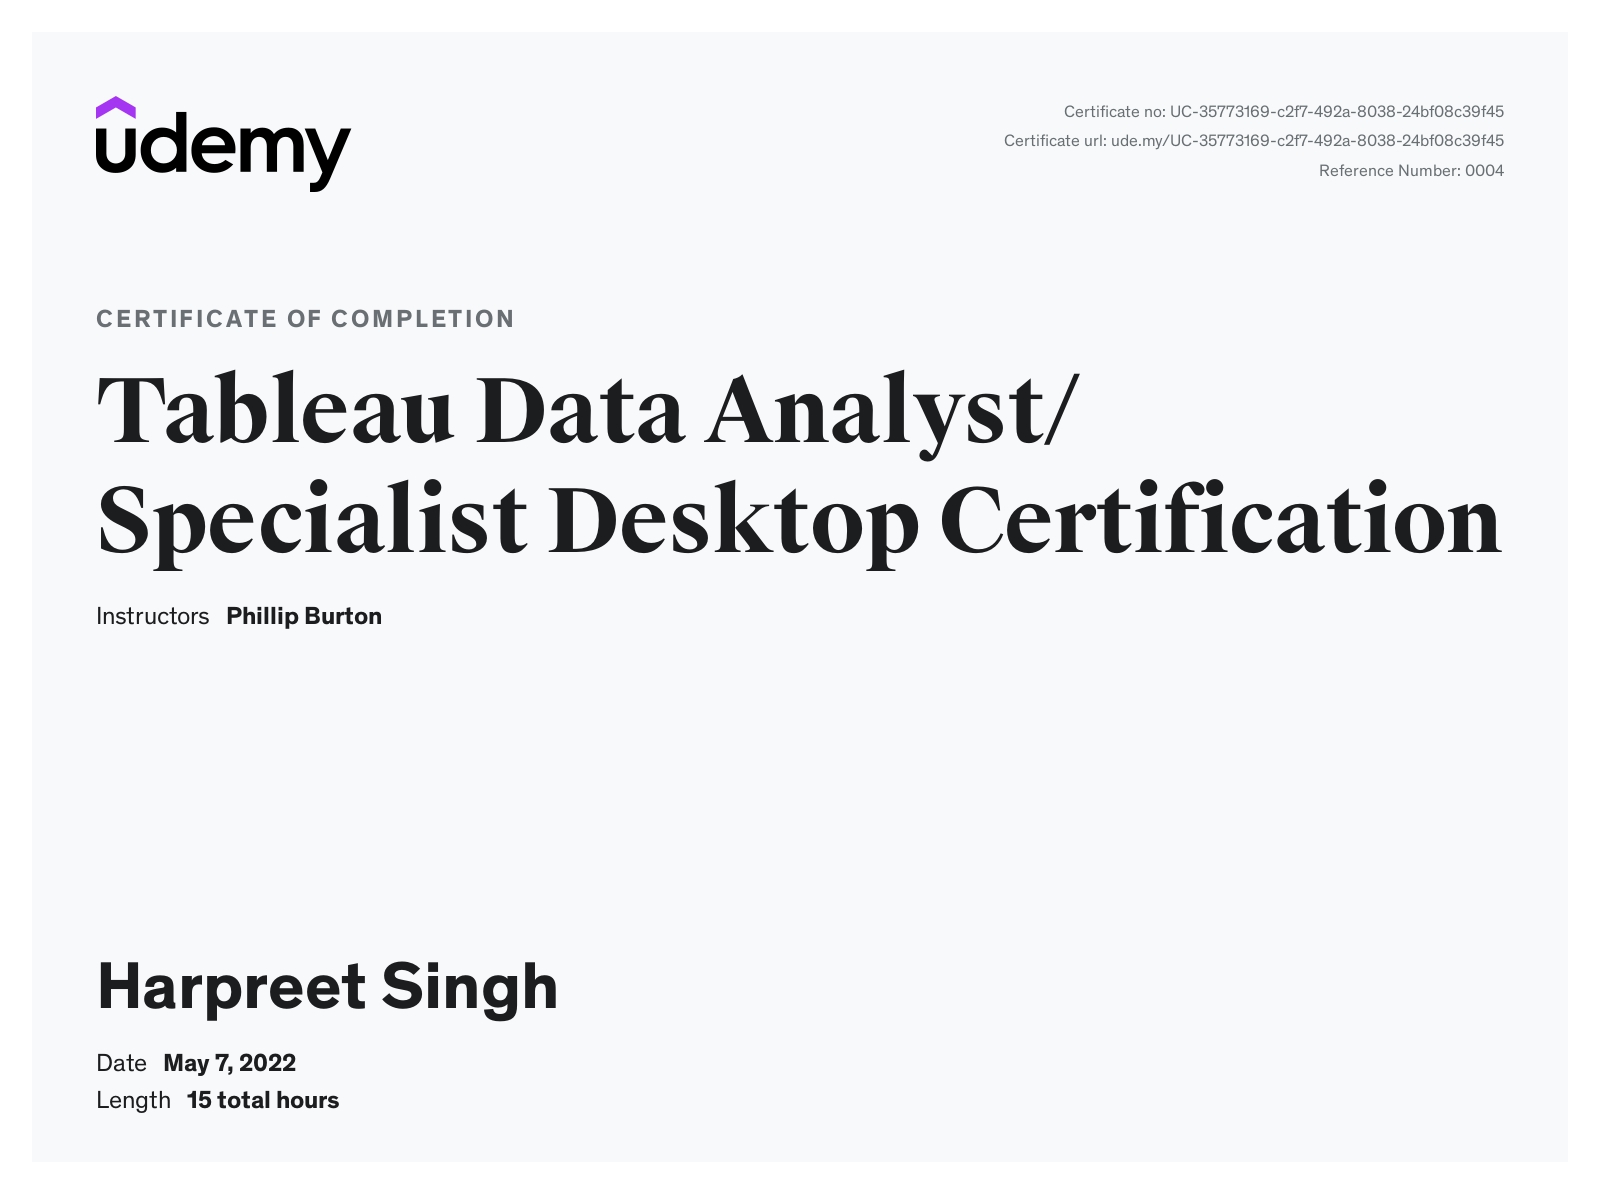 udemy
Certificate no: UC-35773169-c2f7-492a-8038-24bf08c39f45
Certificate url: ude.my/UC-35773169-c2f7-492a-8038-24bf08c39f45
Reference Number: 0004
CERTIFICATE OF COMPLETION
Tableau Data Analyst/
Specialist Desktop Certification
Instructors Phillip Burton
Harpreet Singh
Date May 7, 2022
Length 15 total hours